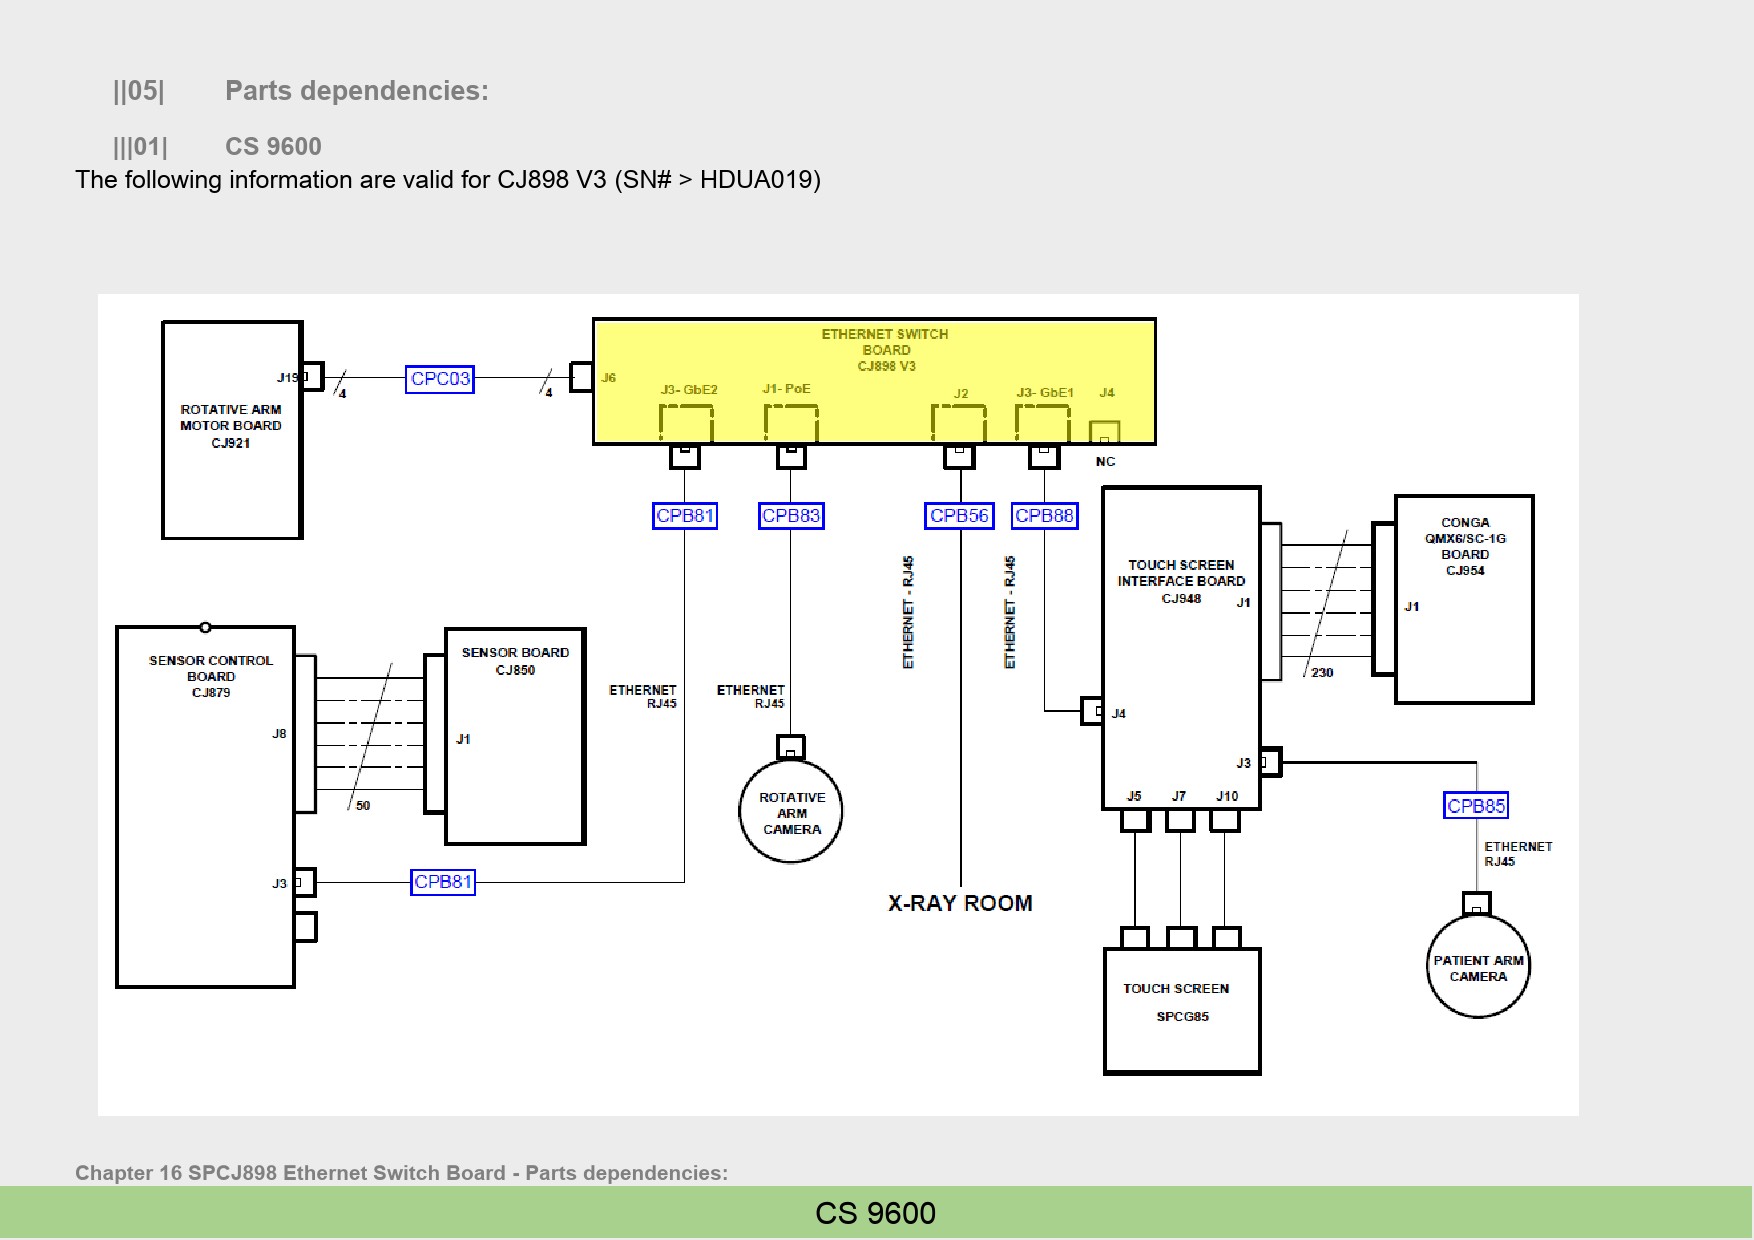 ||05| Parts dependencies:
|||01| CS 9600
The following information are valid for CJ898 V3 (SN# > HDUA019)
ETHERNET SWITCH
BOARD
CJ898 V3
J6
J3- GbE2
J1- PoE
J2
J3- GbE1
J4
NC
J19
4
CPC03
4
ROTATIVE ARM
MOTOR BOARD
CJ921
CPB81
CPB83
CPB56
CPB88
ETHERNET - RJ45
ETHERNET - RJ45
TOUCH SCREEN
INTERFACE BOARD
CJ948
J1
230
CONGA
QMX6/SC-1G
BOARD
CJ954
J1
SENSOR CONTROL
BOARD
CJ879
J8
50
SENSOR BOARD
CJ850
J1
ETHERNET
RJ45
ETHERNET
RJ45
J4
J3
J5 J7 J10
ROTATIVE
ARM
CAMERA
CPB85
ETHERNET
RJ45
J3
CPB81
X-RAY ROOM
PATIENT ARM
CAMERA
TOUCH SCREEN
SPCG85
Chapter 16 SPCJ898 Ethernet Switch Board - Parts dependencies:
CS 9600